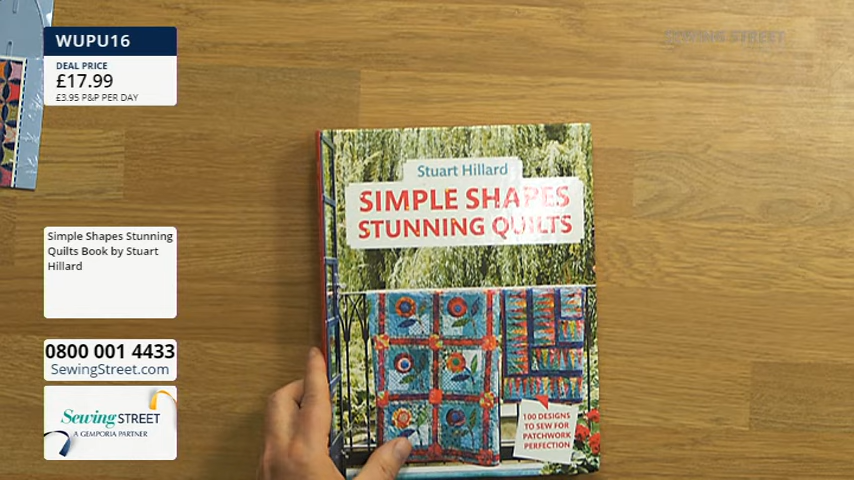 WUPU16
DEAL PRICE
£17.99
£3.95 P&P PER DAY
SEWING STREET
Simple Shapes Stunning
Quilts Book by Stuart
Hillard
0800 001 4433
SewingStreet.com
Sewing STREET
A GEMPORIA PARTNER
Stuart Hillard
SIMPLE SHAPES
STUNNING QUILTS
100 DESIGNS
TO SEW FOR
PATCHWORK
PERFECTION